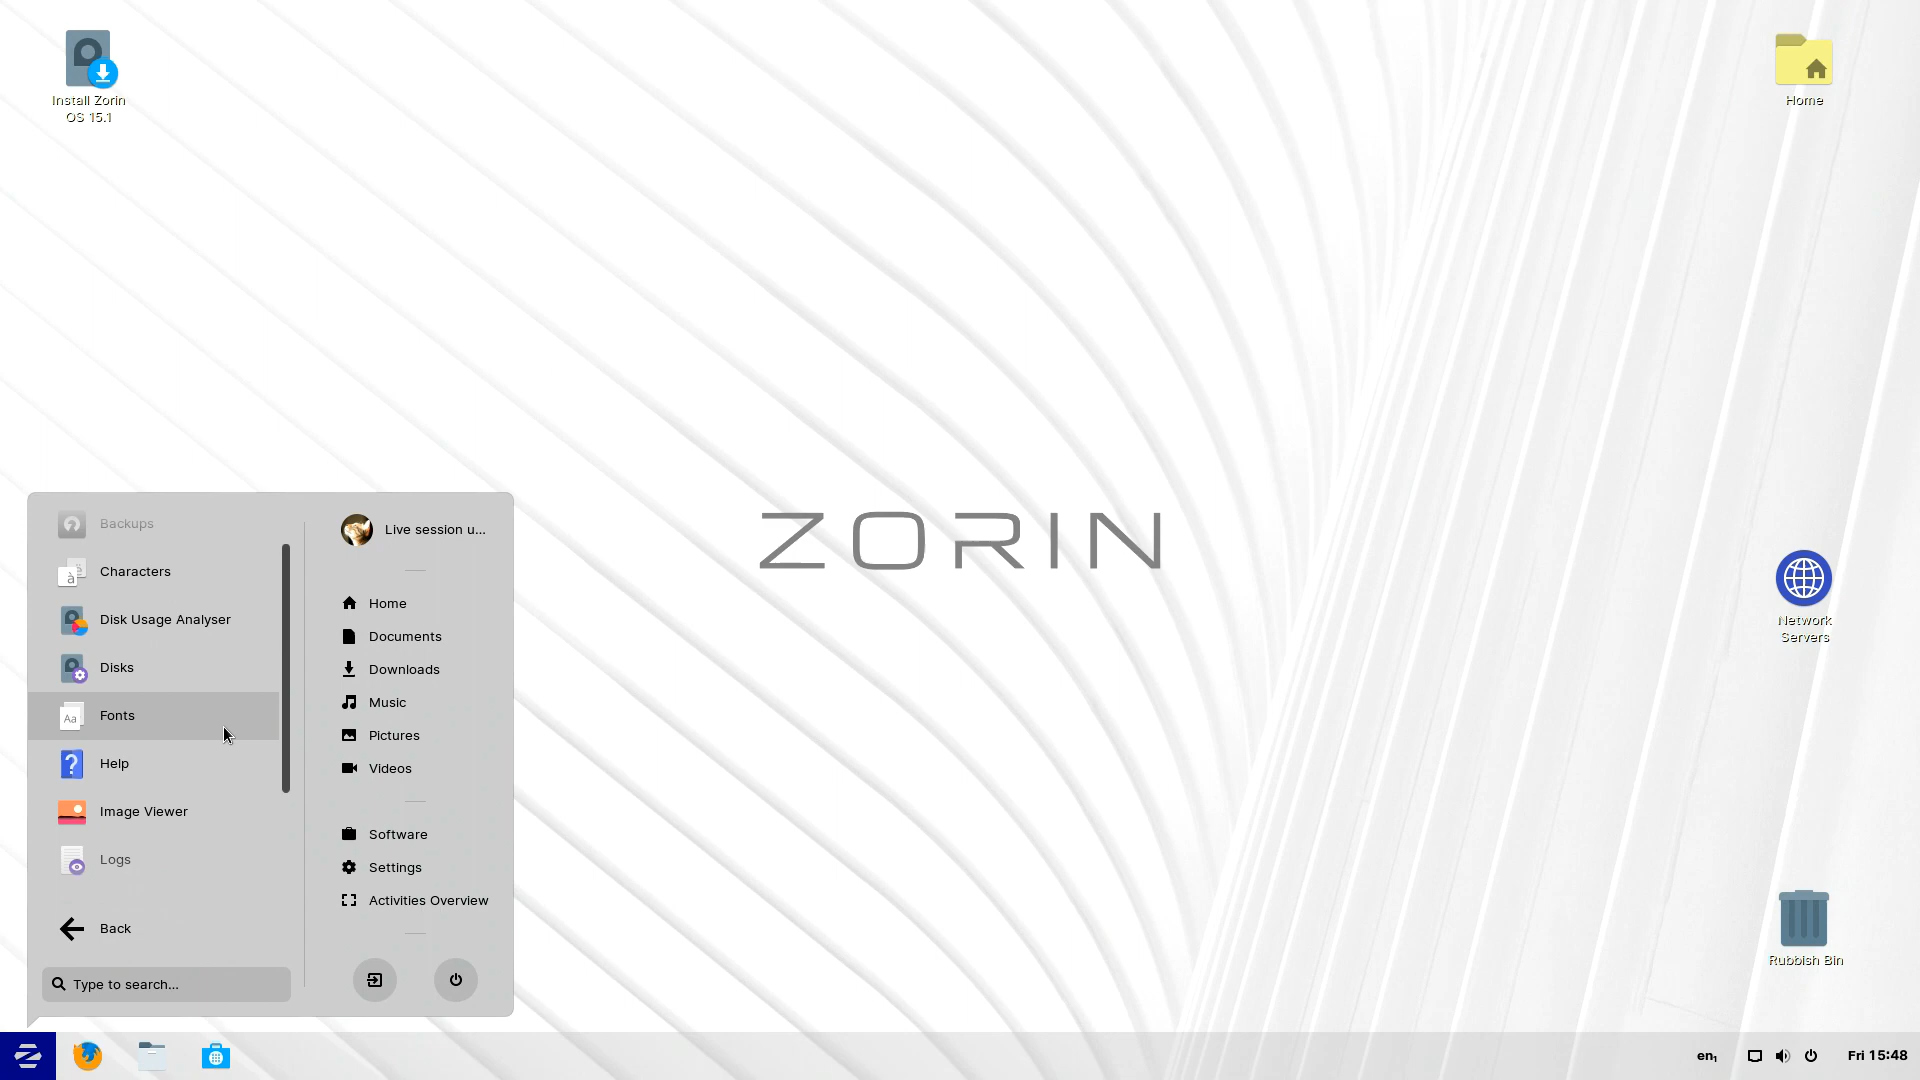 Install Zorin
OS 15.1
Home
ZORIN
Network
Servers
Rubbish Bin
Backups
Characters
Disk Usage Analyser
Disks
Fonts
Aa
Help
Image Viewer
Logs
Back
Type to search...
Live session u...
Home
Documents
Downloads
Music
Pictures
Videos
Software
Settings
Activities Overview
en₁
Fri 15:48